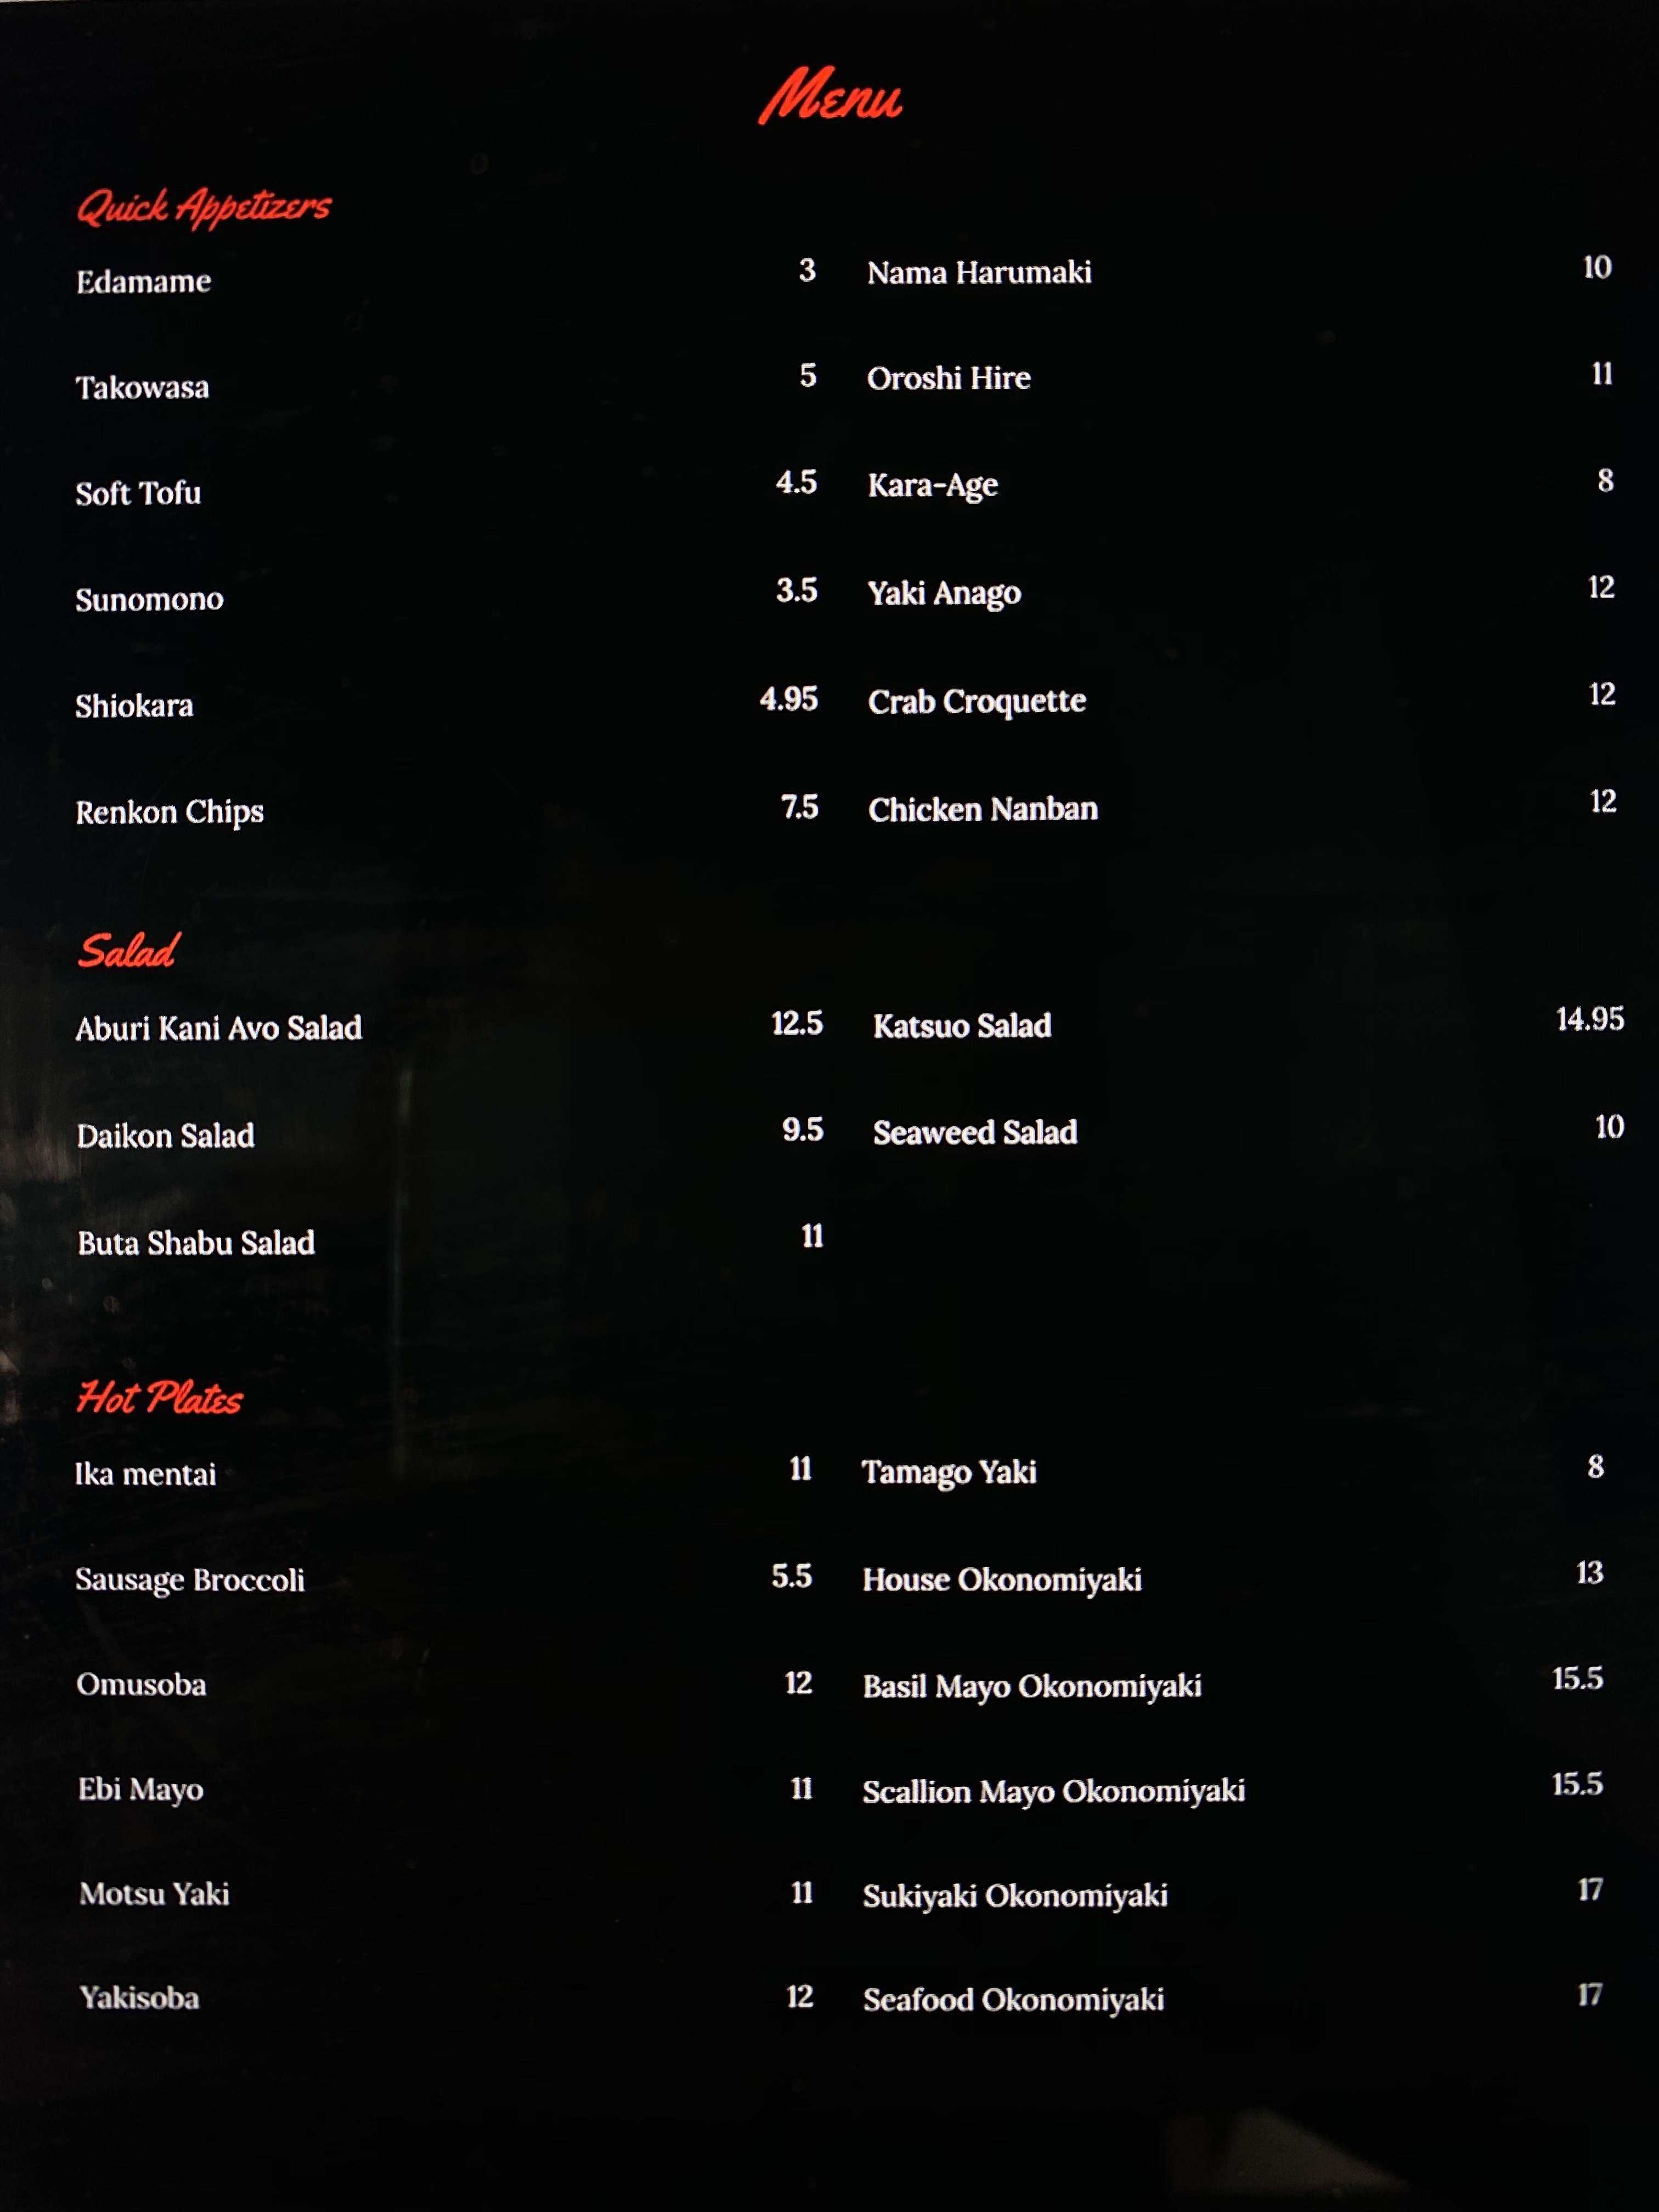 Menu
Quick Appetizers
Edamame 3 Nama Harumaki 10
Takowasa 5 Oroshi Hire 11
Soft Tofu 4.5 Kara-Age 8
Sunomono 3.5 Yaki Anago 12
Shiokara 4.95 Crab Croquette 12
Renkon Chips 7.5 Chicken Nanban 12
Salad
Aburi Kani Avo Salad 12.5 Katsuo Salad 14.95
Daikon Salad 9.5 Seaweed Salad 10
Buta Shabu Salad 11
Hot Plates
Ika mentai 11 Tamago Yaki 8
Sausage Broccoli 5.5 House Okonomiyaki 13
Omusoba 12 Basil Mayo Okonomiyaki 15.5
Ebi Mayo 11 Scallion Mayo Okonomiyaki 15.5
Motsu Yaki 11 Sukiyaki Okonomiyaki 17
Yakisoba 12 Seafood Okonomiyaki 17